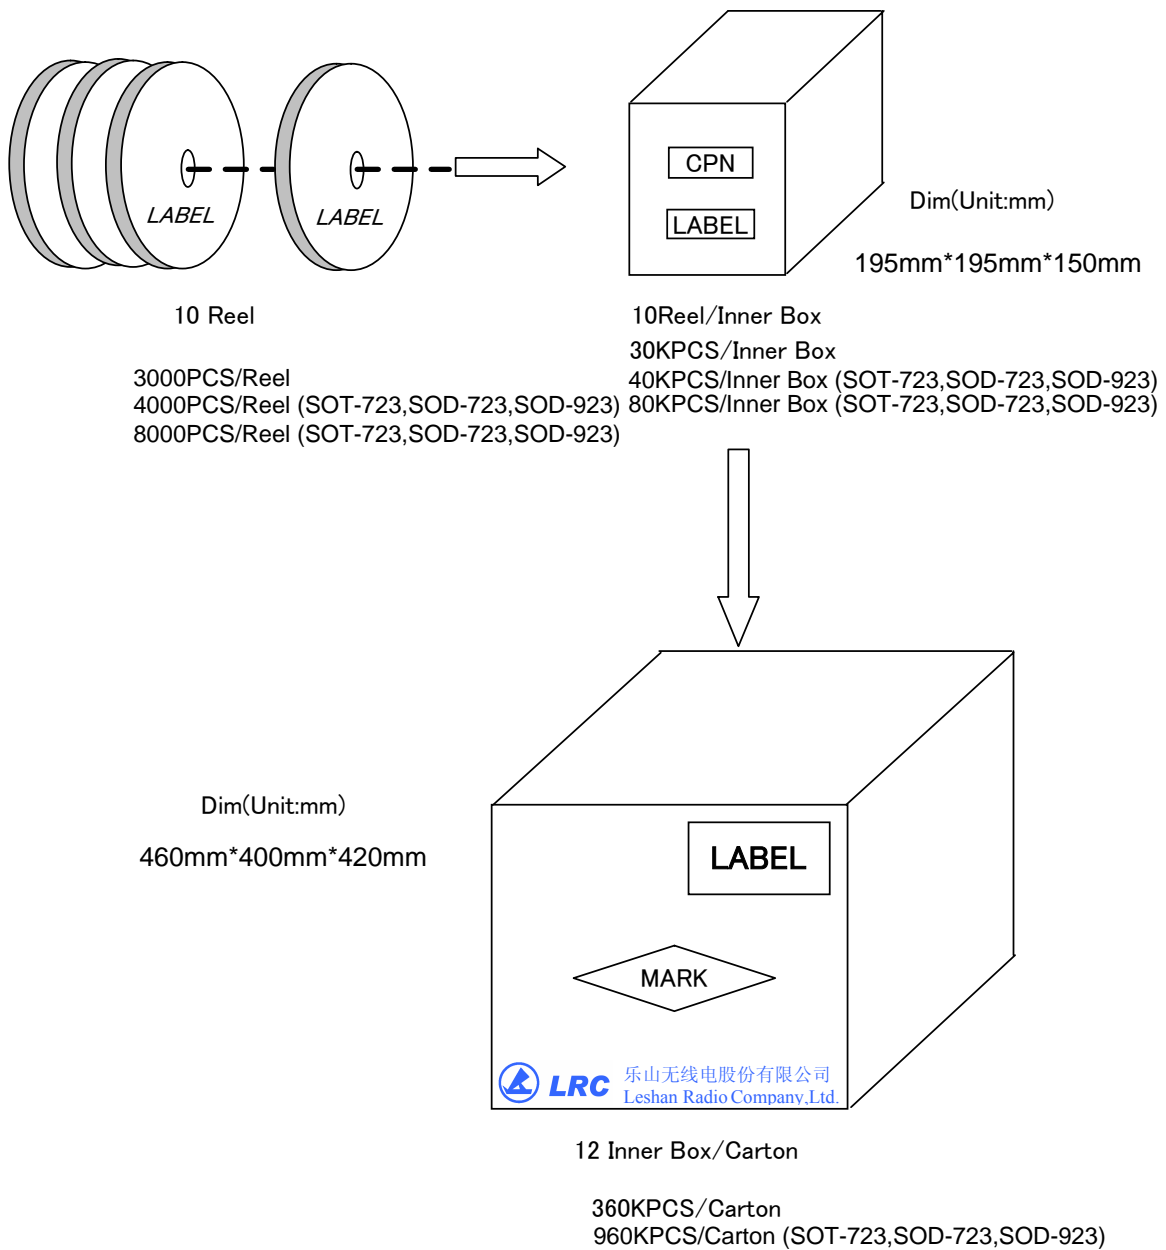 LABEL
LABEL
CPN
LABEL
Dim(Unit:mm)
195mm*195mm*150mm
10 Reel
3000PCS/Reel
4000PCS/Reel (SOT-723,SOD-723,SOD-923)
8000PCS/Reel (SOT-723,SOD-723,SOD-923)
10Reel/Inner Box
30KPCS/Inner Box
40KPCS/Inner Box (SOT-723,SOD-723,SOD-923)
80KPCS/Inner Box (SOT-723,SOD-723,SOD-923)
Dim(Unit:mm)
460mm*400mm*420mm
LABEL
MARK
LRC
乐山无线电股份有限公司
Leshan Radio Company,Ltd.
12 Inner Box/Carton
360KPCS/Carton
960KPCS/Carton (SOT-723,SOD-723,SOD-923)